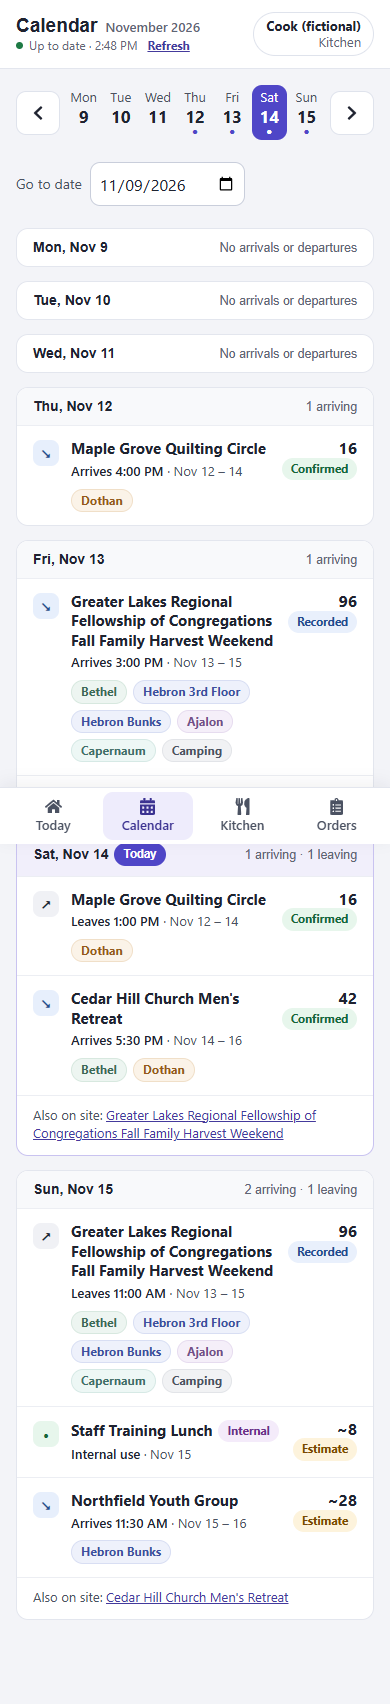 Calendar November 2026
Up to date · 2:48 PM Refresh
Cook (fictional)
Kitchen
Mon Tue Wed Thu Fri Sat Sun
9 10 11 12 13 14 15
Go to date 11/09/2026
Mon, Nov 9 No arrivals or departures
Tue, Nov 10 No arrivals or departures
Wed, Nov 11 No arrivals or departures
Thu, Nov 12 1 arriving
Maple Grove Quilting Circle 16
Arrives 4:00 PM · Nov 12 – 14 Confirmed
Dothan
Fri, Nov 13 1 arriving
Greater Lakes Regional 96
Fellowship of Congregations Recorded
Fall Family Harvest Weekend
Arrives 3:00 PM · Nov 13 – 15
Bethel Hebron 3rd Floor
Hebron Bunks Ajalon
Capernaum Camping
Today Calendar Kitchen Orders
Sat, Nov 14 Today 1 arriving · 1 leaving
Maple Grove Quilting Circle 16
Leaves 1:00 PM · Nov 12 – 14 Confirmed
Dothan
Cedar Hill Church Men's 42
Retreat Confirmed
Arrives 5:30 PM · Nov 14 – 16
Bethel Dothan
Also on site: Greater Lakes Regional Fellowship of
Congregations Fall Family Harvest Weekend
Sun, Nov 15 2 arriving · 1 leaving
Greater Lakes Regional 96
Fellowship of Congregations Recorded
Fall Family Harvest Weekend
Leaves 11:00 AM · Nov 13 – 15
Bethel Hebron 3rd Floor
Hebron Bunks Ajalon
Capernaum Camping
Staff Training Lunch Internal ~8
Internal use · Nov 15 Estimate
Northfield Youth Group ~28
Arrives 11:30 AM · Nov 15 – 16 Estimate
Hebron Bunks
Also on site: Cedar Hill Church Men's Retreat